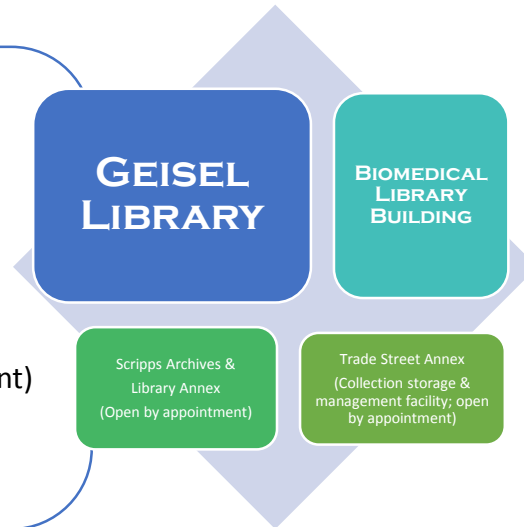 GEISEL
LIBRARY
BIOMEDICAL
LIBRARY
BUILDING
nt)
Scripps Archives &
Library Annex
(Open by appointment)
Trade Street Annex
(Collection storage &
management facility; open
by appointment)